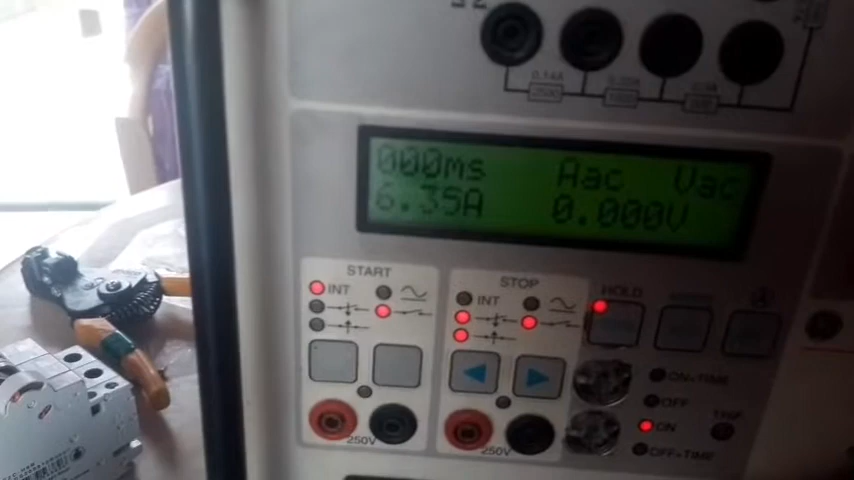 000ms Aac Vac
6.35A 0.000V
START
STOP
INT
INT
HOLD
ON+TIME
OFF
ON
TRIP
OFF+TIME
250V
250V